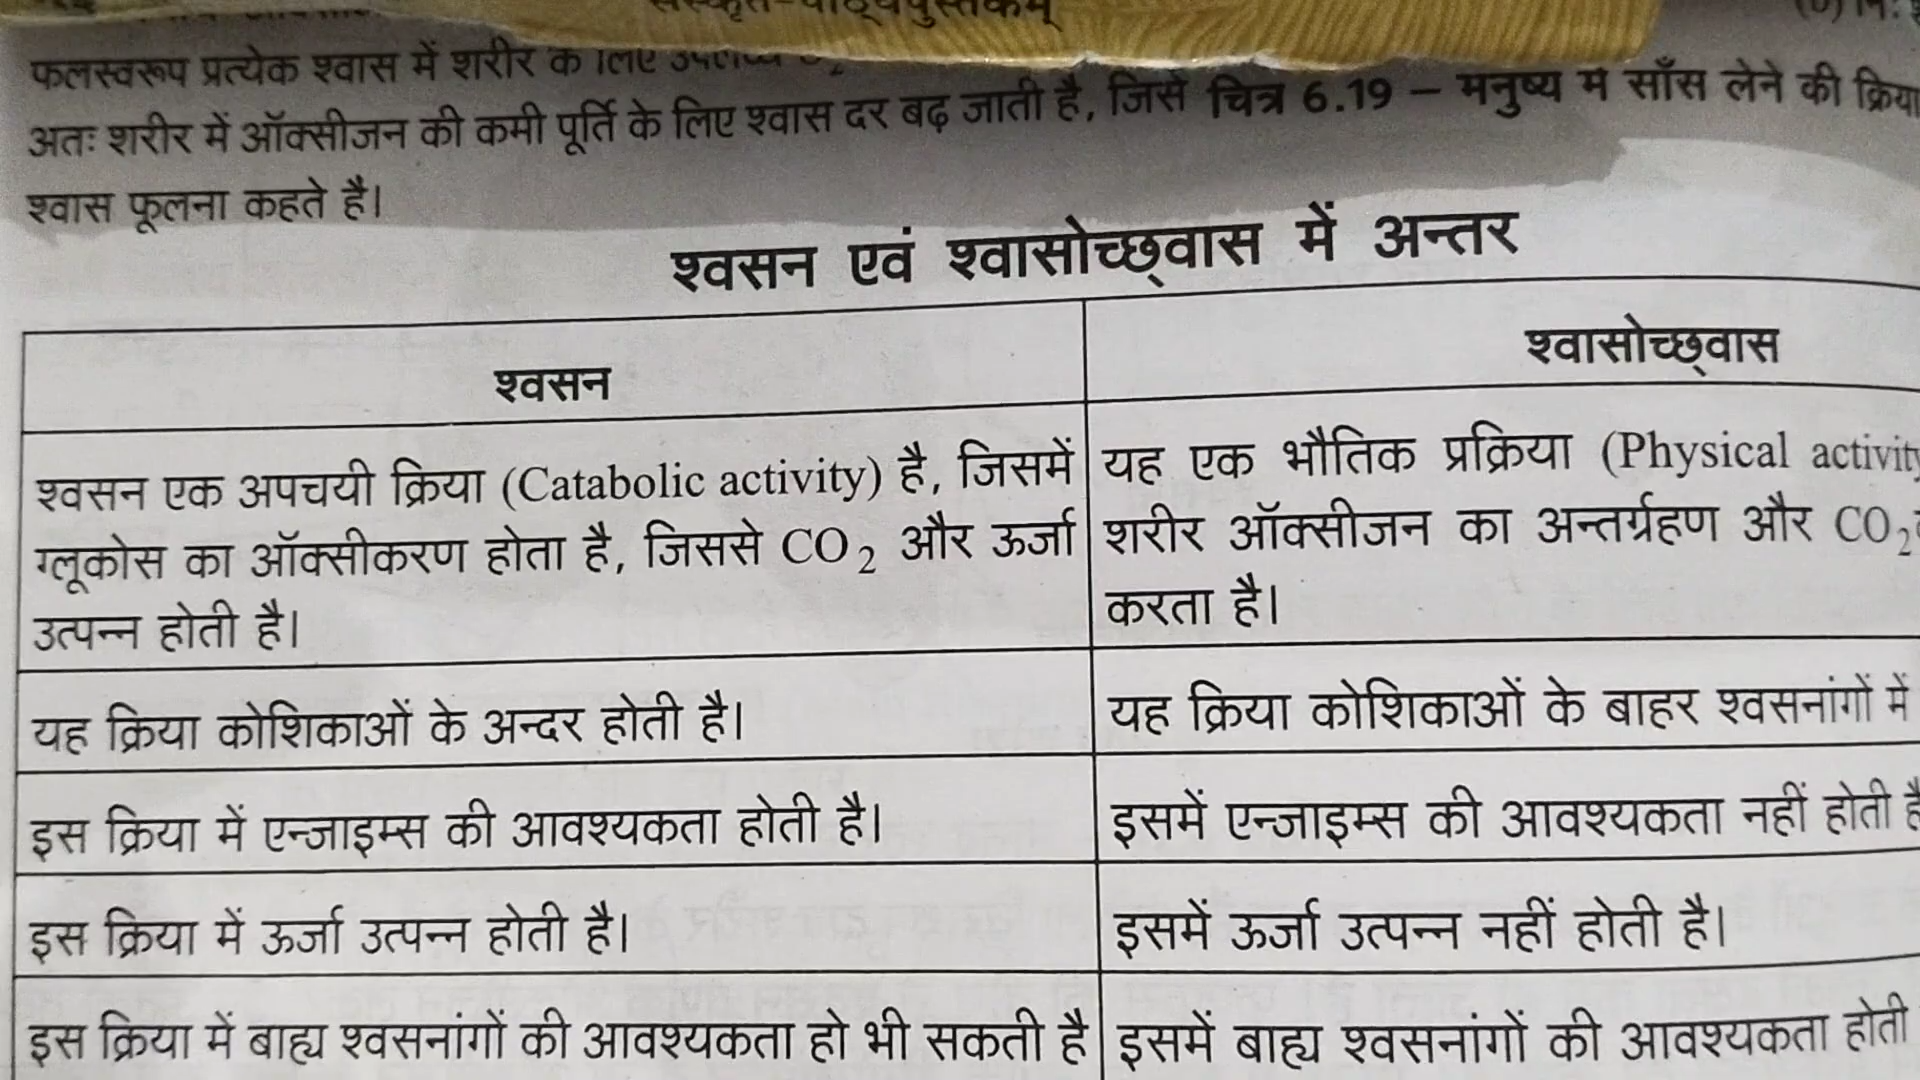 संस्कृत-पाठ्यपुस्तकम्
फलस्वरूप प्रत्येक श्वास में शरीर के लिए
अतः शरीर में ऑक्सीजन की कमी पूर्ति के लिए श्वास दर बढ़ जाती है, जिसे
श्वास फूलना कहते है।
चित्र 6.19 – मनुष्य में साँस लेने की क्रिया
श्वसन एवं श्वासोच्छ्वास में अन्तर
श्वसन
श्वासोच्छ्वास
श्वसन एक अपचयी क्रिया (Catabolic activity) है, जिसमें
ग्लूकोस का ऑक्सीकरण होता है, जिससे CO₂ और ऊर्जा
उत्पन्न होती है।
यह एक भौतिक प्रक्रिया (Physical activity
शरीर ऑक्सीजन का अन्तर्ग्रहण और CO₂
करता है।
यह क्रिया कोशिकाओं के अन्दर होती है।
यह क्रिया कोशिकाओं के बाहर श्वसनांगों में
इस क्रिया में एन्जाइम्स की आवश्यकता होती है।
इसमें एन्जाइम्स की आवश्यकता नहीं होती है
इस क्रिया में ऊर्जा उत्पन्न होती है।
इसमें ऊर्जा उत्पन्न नहीं होती है।
इस क्रिया में बाह्य श्वसनांगों की आवश्यकता हो भी सकती है
इसमें बाह्य श्वसनांगों की आवश्यकता होती